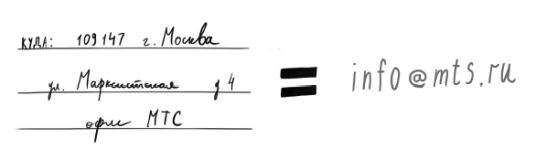 КУДА: 109147 г. Москва
ул. Марксистская д 4
офис МТС
=
info@mts.ru